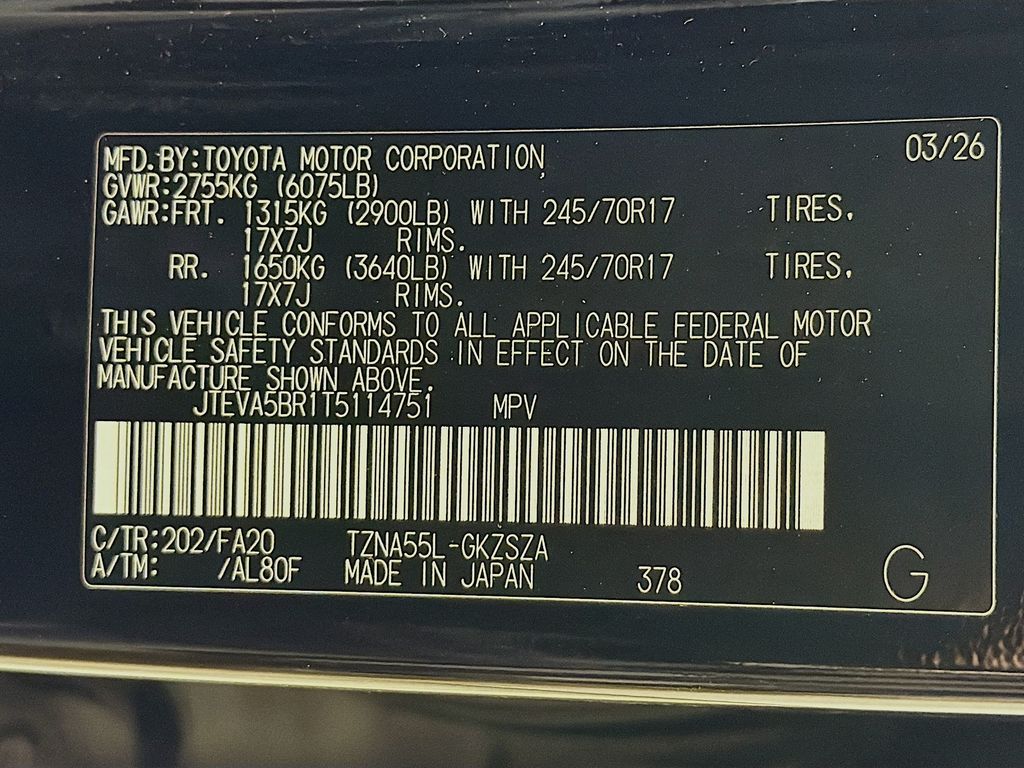 MFD.BY:TOYOTA MOTOR CORPORATION 03/26
GVWR:2755KG (6075LB)
GAWR:FRT. 1315KG (2900LB) WITH 245/70R17 TIRES.
17X7J RIMS.
RR. 1650KG (3640LB) WITH 245/70R17 TIRES.
17X7J RIMS.
THIS VEHICLE CONFORMS TO ALL APPLICABLE FEDERAL MOTOR
VEHICLE SAFETY STANDARDS IN EFFECT ON THE DATE OF
MANUFACTURE SHOWN ABOVE.
JTEVA5BR1T5114751 MPV
C/TR:202/FA20 TZNA55L-GKZSZA
A/TM: /AL80F MADE IN JAPAN 378 G